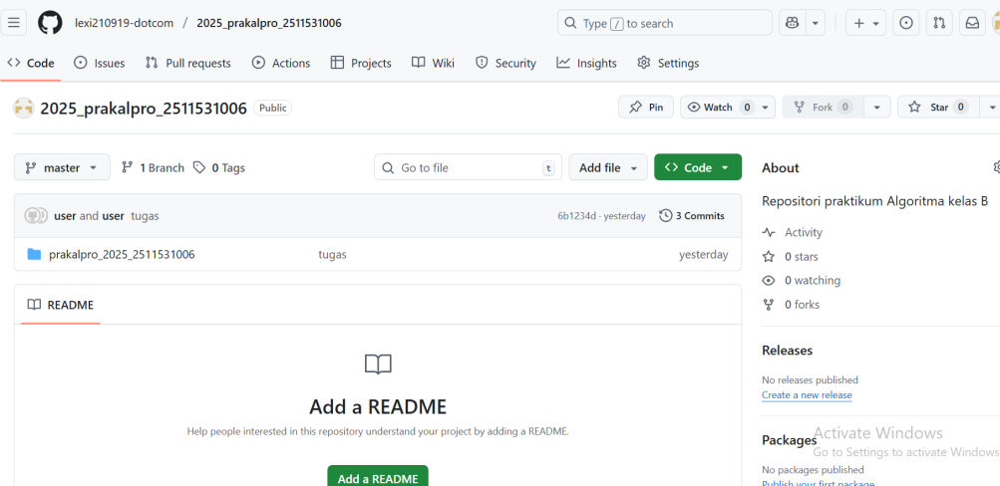 lexi210919-dotcom / 2025_prakalpro_2511531006
Type / to search
Code Issues Pull requests Actions Projects Wiki Security Insights Settings
2025_prakalpro_2511531006 Public
Pin Watch 0 Fork 0 Star 0
master 1 Branch 0 Tags
Go to file t Add file Code
user and user tugas 6b1234d · yesterday 3 Commits
prakalpro_2025_2511531006 tugas yesterday
README
Add a README
Help people interested in this repository understand your project by adding a README.
Add a README
About
Repositori praktikum Algoritma kelas B
Activity
0 stars
0 watching
0 forks
Releases
No releases published
Create a new release
Packages
No packages published
Publish your first package
Activate Windows
Go to Settings to activate Windows